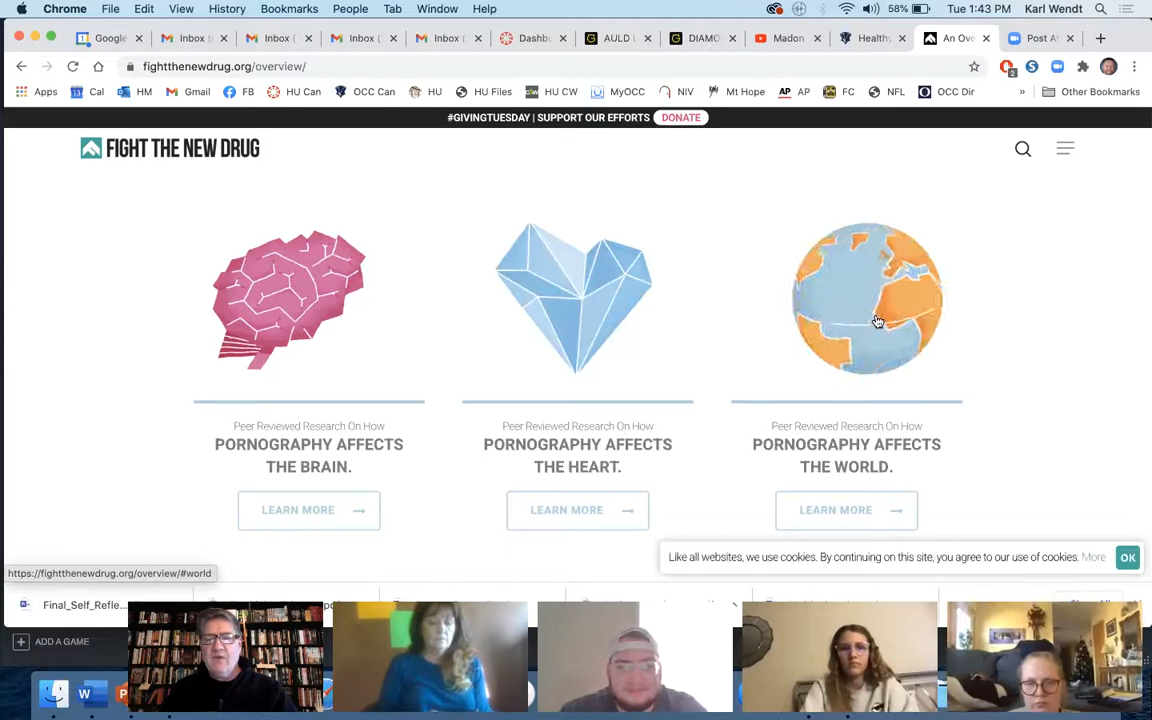 Chrome File Edit View History Bookmarks People Tab Window Help 58% Tue 1:43 PM Karl Wendt
Google Inbox ( Inbox ( Inbox ( Inbox ( Dashb AULD L DIAMO Madon Healthy An Ove Post At
fightthenewdrug.org/overview/
2
Apps Cal HM Gmail FB HU Can OCC Can HU HU Files HU CW MyOCC NIV Mt Hope AP AP FC NFL OCC Dir » Other Bookmarks
#GIVINGTUESDAY | SUPPORT OUR EFFORTS DONATE
FIGHT THE NEW DRUG
Peer Reviewed Research On How
PORNOGRAPHY AFFECTS
THE BRAIN.
LEARN MORE
Peer Reviewed Research On How
PORNOGRAPHY AFFECTS
THE HEART.
LEARN MORE
Peer Reviewed Research On How
PORNOGRAPHY AFFECTS
THE WORLD.
LEARN MORE
Like all websites, we use cookies. By continuing on this site, you agree to our use of cookies. More OK
https://fightthenewdrug.org/overview/#world
Final_Self_Refle...
ADD A GAME